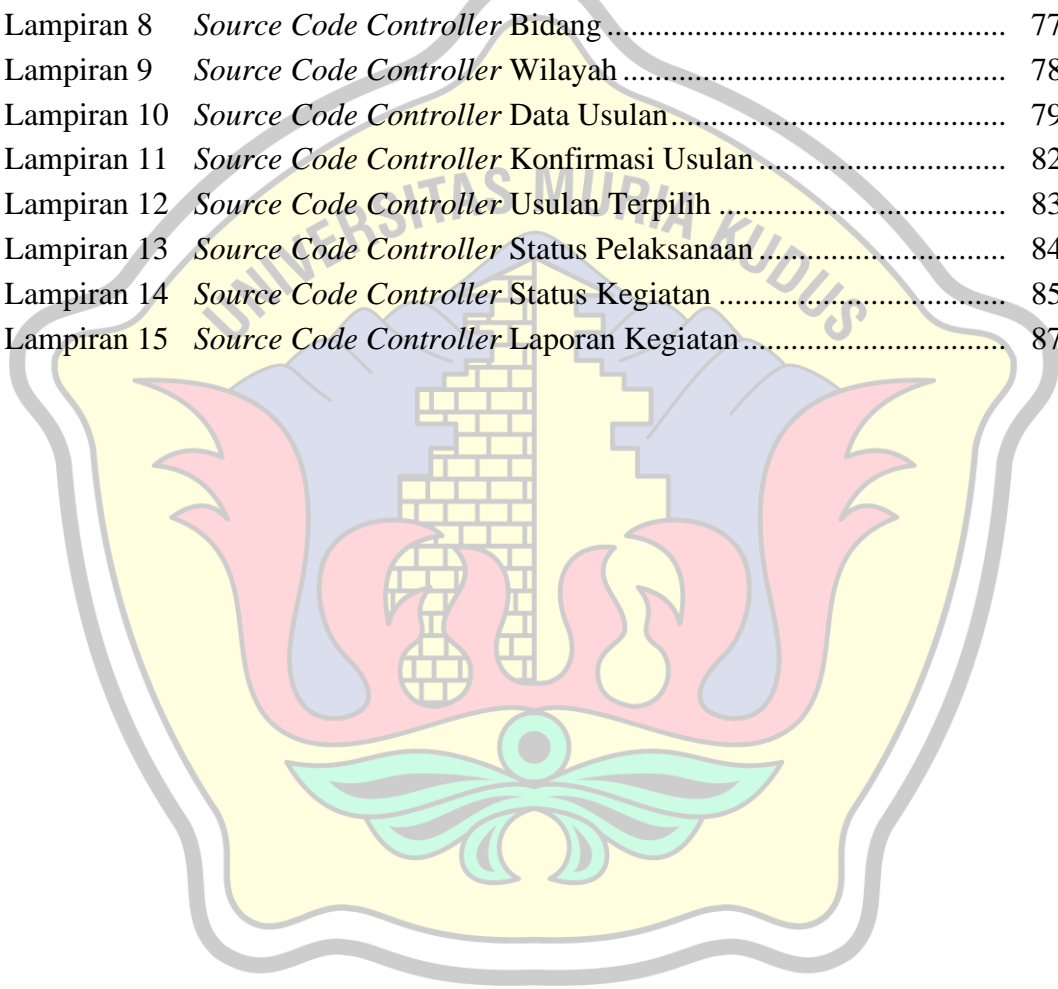 Lampiran 8 Source Code Controller Bidang ................................................. 77
Lampiran 9 Source Code Controller Wilayah ............................................... 78
Lampiran 10 Source Code Controller Data Usulan ......................................... 79
Lampiran 11 Source Code Controller Konfirmasi Usulan .............................. 82
Lampiran 12 Source Code Controller Usulan Terpilih ................................... 83
Lampiran 13 Source Code Controller Status Pelaksanaan .............................. 84
Lampiran 14 Source Code Controller Status Kegiatan ................................... 85
Lampiran 15 Source Code Controller Laporan Kegiatan ................................ 87
UNIVERSITAS MURIA KUDUS